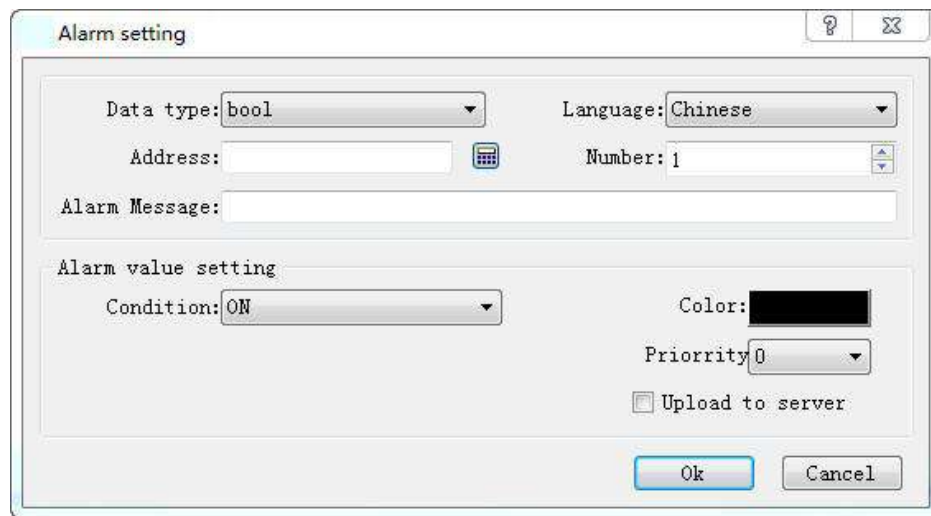 Alarm setting
Data type: bool Language: Chinese
Address: Number: 1
Alarm Message:
Alarm value setting
Condition: ON Color:
Priorrity 0
Upload to server
Ok Cancel